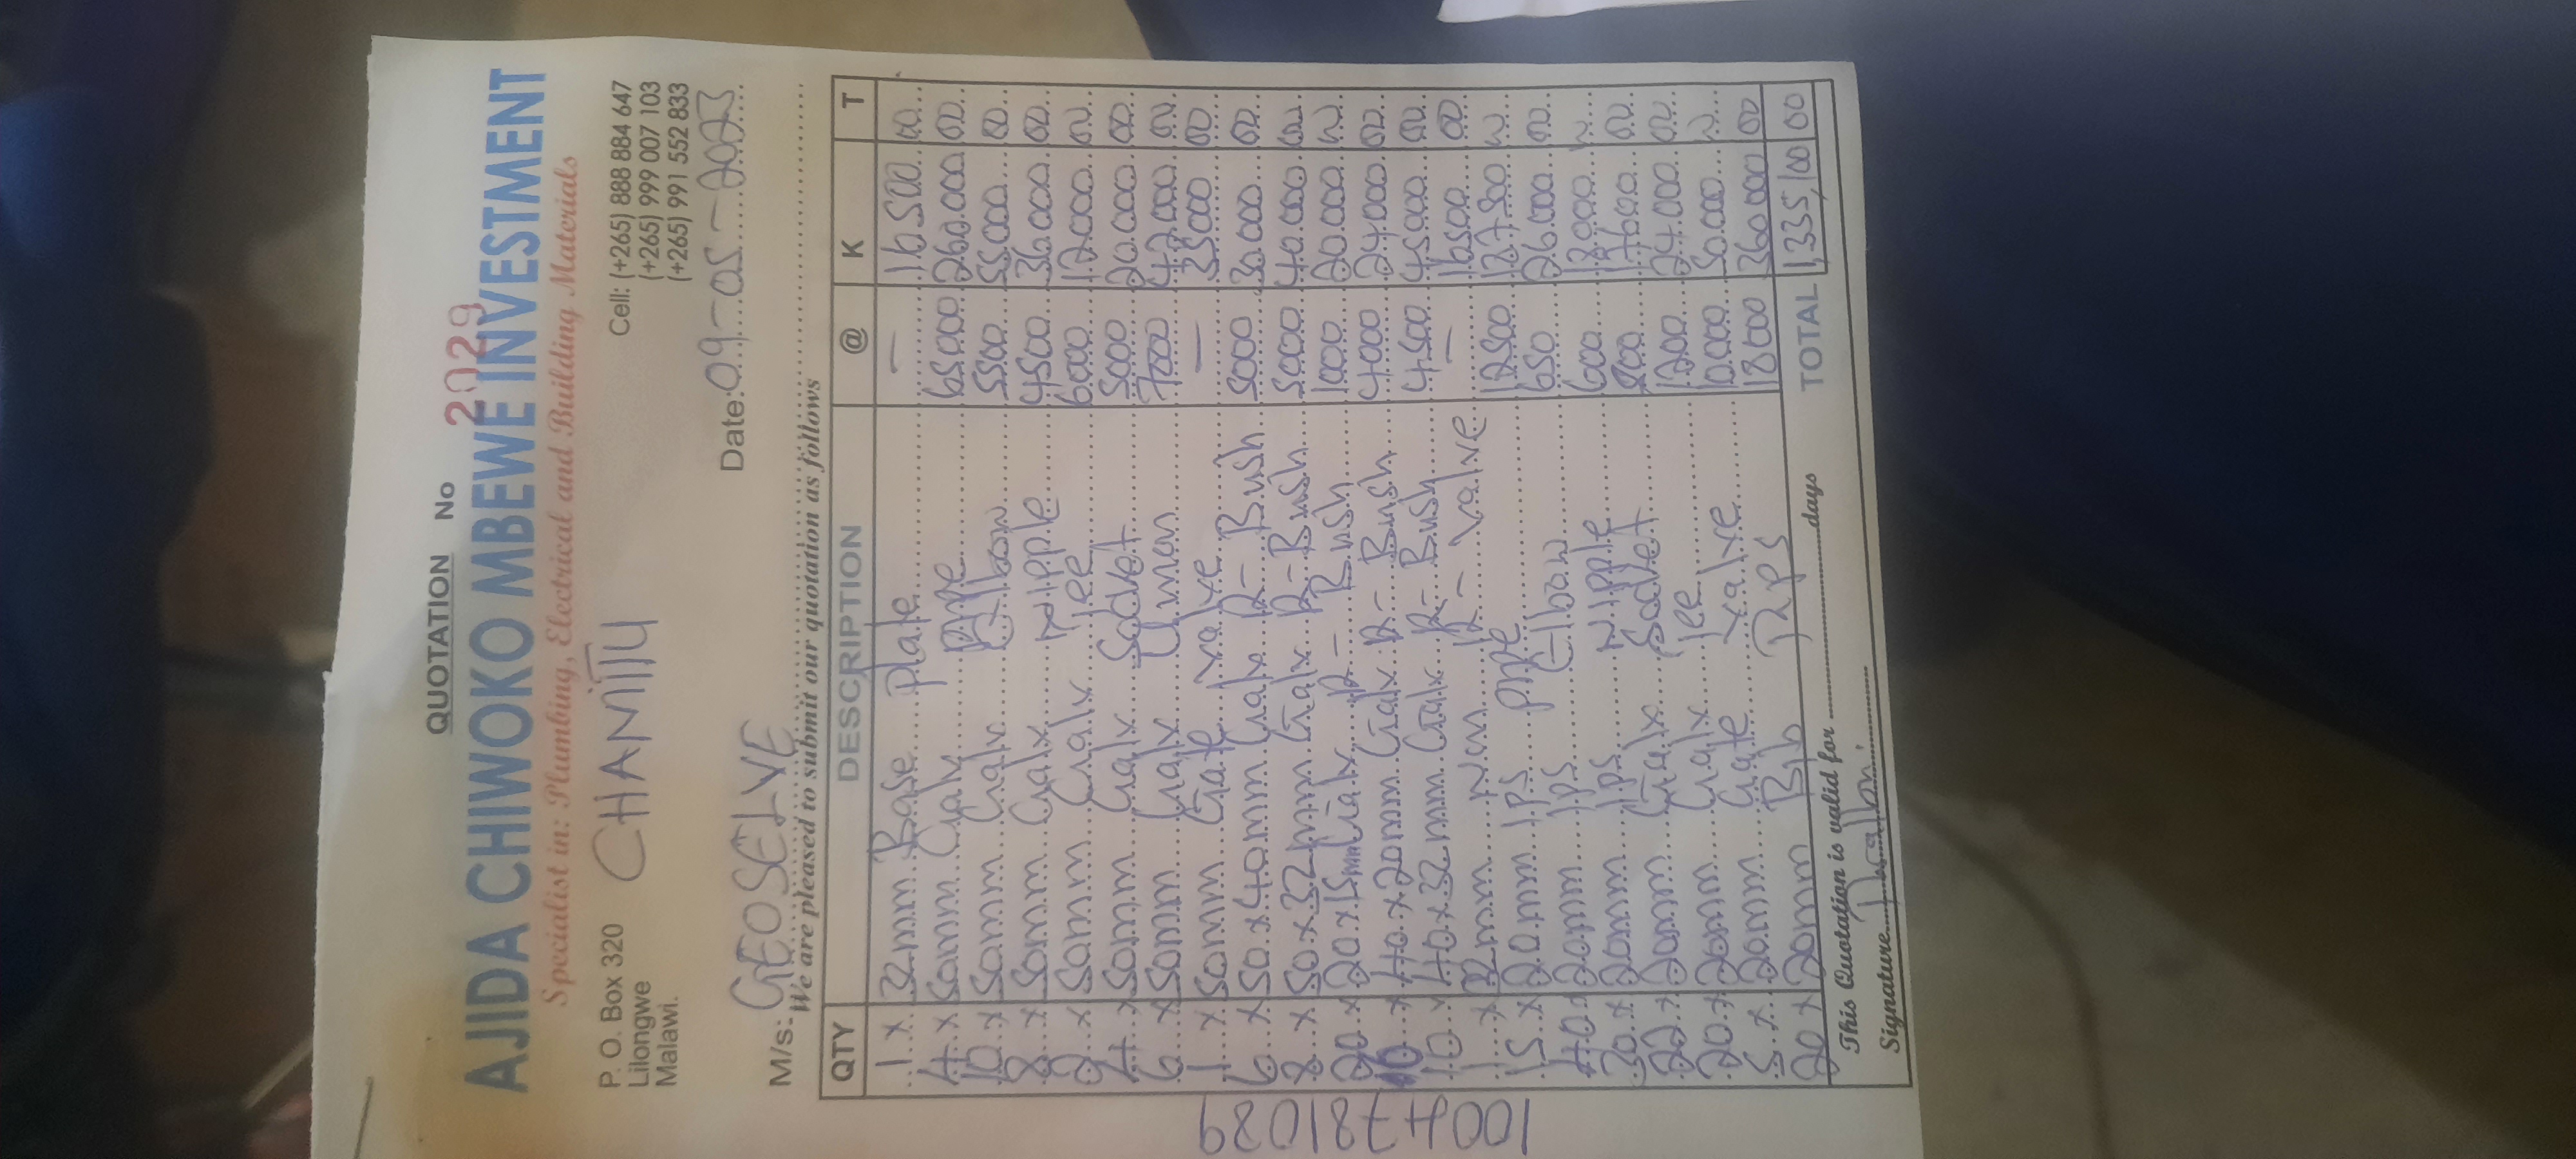 QUOTATION No 2029
AJIDA CHIWOKO MBEWE INVESTMENT
Specialist in: Plumbing, Electrical and Building Materials
P. O. Box 320 CHAMITU Cell: (+265) 888 884 647
Lilongwe (+265) 999 007 103
Malawi. (+265) 991 552 833
Date: 09-05-2023
M/s: GEOSELVE
We are pleased to submit our quotation as follows
QTY DESCRIPTION @ K T
1 x 32mm Base plate — 16500 00
4 x 50mm Galv pipe 65000 260.000 00
10 x 50mm Galv Elbow 5500 55.000 00
8 x 50mm Galv Nipple 4500 36.000 00
2 x 50mm Galv Tee 6000 12.000 00
4 x 50mm Galv Socket 5000 20.000 00
6 x 50mm Galv Union 7000 42.000 00
1 x 50mm Gate valve — 35000 00
6 x 50x40mm Galv R-Bush 5000 30.000 00
8 x 50x32mm Galv R-Bush 5000 40.000 00
20 x 20x15mm Galv R-Bush 1000 20.000 00
x 40x20mm Galv R-Bush 4000 24.000 00
10 x 40x32mm Galv R-Bush 4.500 45000 00
1 x 32mm Non R-valve — 16500 00
15 x 20mm Ips pipe 12500 187500 00
40 x 20mm Ips Elbow 650 26.000 00
30 x 20mm Ips Nipple 600 18.000 00
22 x 20mm Galv Socket 800 17600 00
20 x 20mm Galv Tee 1200 24.000 00
5 x 20mm Gate valve 10.000 50.000 00
20 x 20mm Bib 18000 360000 00
This Quotation is valid for days TOTAL 1,335,100 00
Signature
1004781089